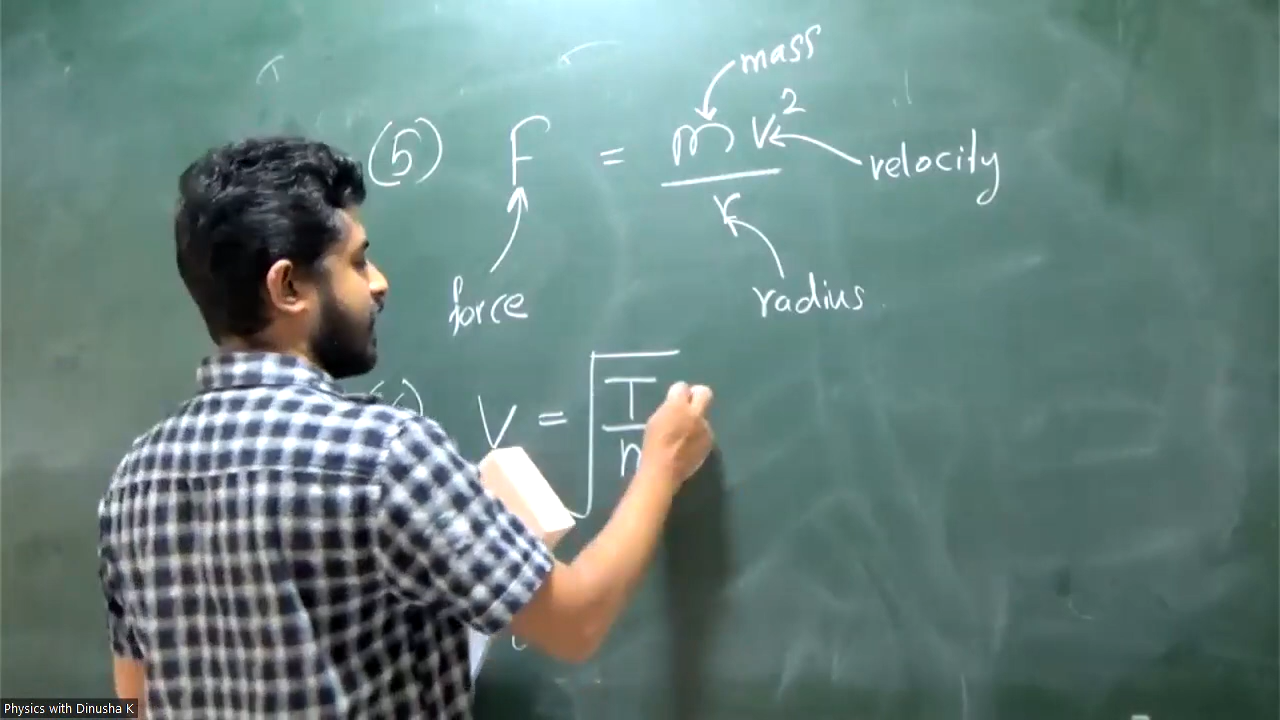 mass
(5) F = mv²/r
velocity
force
radius
V = √T
Physics with Dinusha K